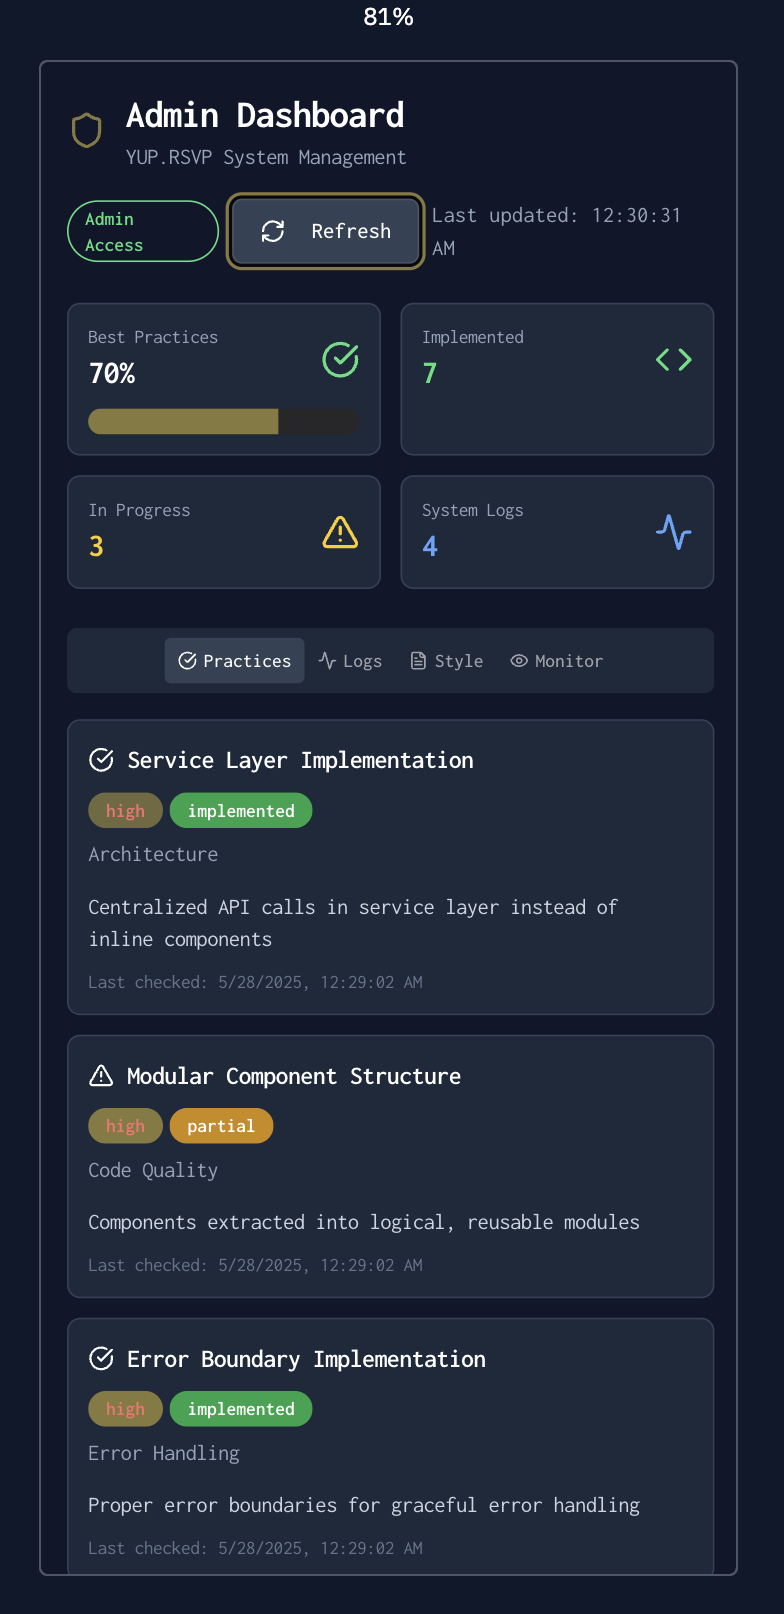 81%
Admin Dashboard
YUP.RSVP System Management
Admin
Access
Refresh
Last updated: 12:30:31
AM
Best Practices
70%
Implemented
7
In Progress
3
System Logs
4
Practices Logs Style Monitor
Service Layer Implementation
high implemented
Architecture
Centralized API calls in service layer instead of
inline components
Last checked: 5/28/2025, 12:29:02 AM
Modular Component Structure
high partial
Code Quality
Components extracted into logical, reusable modules
Last checked: 5/28/2025, 12:29:02 AM
Error Boundary Implementation
high implemented
Error Handling
Proper error boundaries for graceful error handling
Last checked: 5/28/2025, 12:29:02 AM